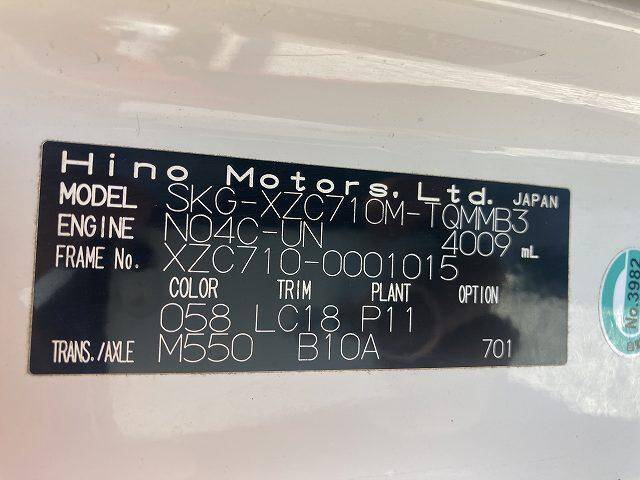 Hino Motors, Ltd. JAPAN
MODEL SKG-XZC710M-TQMMB3
ENGINE N04C-UN 4009 mL
FRAME No. XZC710-0001015
COLOR TRIM PLANT OPTION
058 LC18 P11
TRANS./AXLE M550 B10A 701
No.3982